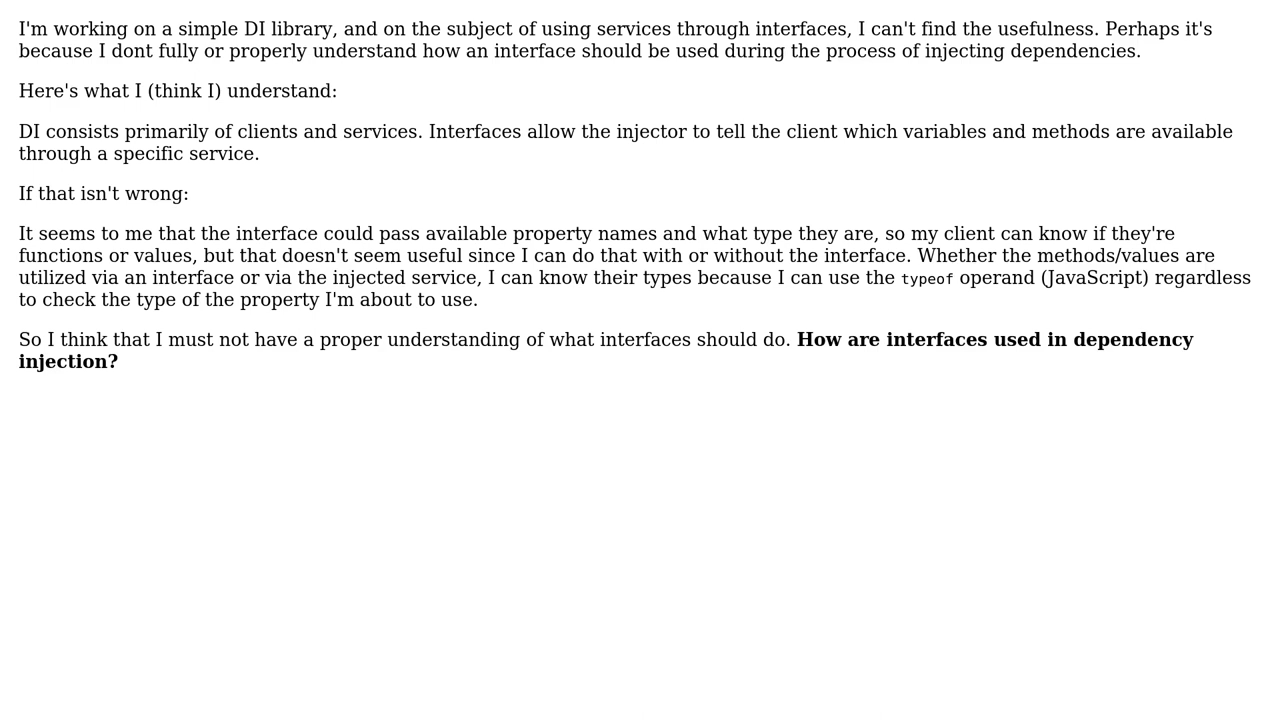 I'm working on a simple DI library, and on the subject of using services through interfaces, I can't find the usefulness. Perhaps it's
because I dont fully or properly understand how an interface should be used during the process of injecting dependencies.
Here's what I (think I) understand:
DI consists primarily of clients and services. Interfaces allow the injector to tell the client which variables and methods are available
through a specific service.
If that isn't wrong:
It seems to me that the interface could pass available property names and what type they are, so my client can know if they're
functions or values, but that doesn't seem useful since I can do that with or without the interface. Whether the methods/values are
utilized via an interface or via the injected service, I can know their types because I can use the typeof operand (JavaScript) regardless
to check the type of the property I'm about to use.
So I think that I must not have a proper understanding of what interfaces should do. How are interfaces used in dependency
injection?